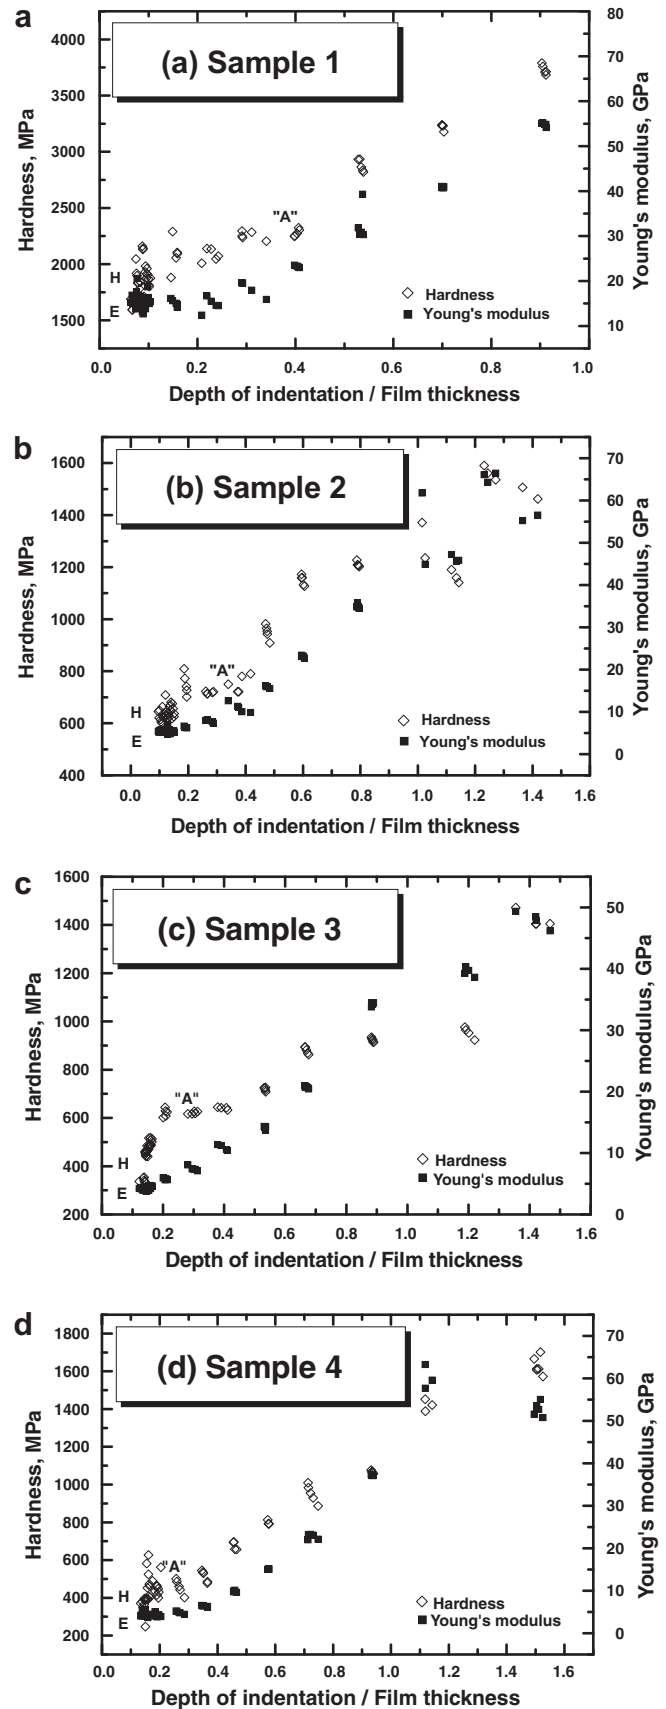 a
(a) Sample 1
4000
3500
3000
2500
2000
1500
Hardness, MPa
80
70
60
50
40
30
20
10
Young's modulus, GPa
"A"
H
E
Hardness
Young's modulus
0.0 0.2 0.4 0.6 0.8 1.0
Depth of indentation / Film thickness
b
(b) Sample 2
1600
1400
1200
1000
800
600
400
Hardness, MPa
70
60
50
40
30
20
10
0
Young's modulus, GPa
"A"
H
E
Hardness
Young's modulus
0.0 0.2 0.4 0.6 0.8 1.0 1.2 1.4 1.6
Depth of indentation / Film thickness
c
(c) Sample 3
1600
1400
1200
1000
800
600
400
200
Hardness, MPa
50
40
30
20
10
0
Young's modulus, GPa
"A"
H
E
Hardness
Young's modulus
0.0 0.2 0.4 0.6 0.8 1.0 1.2 1.4 1.6
Depth of indentation / Film thickness
d
(d) Sample 4
1800
1600
1400
1200
1000
800
600
400
200
Hardness, MPa
70
60
50
40
30
20
10
0
Young's modulus, GPa
"A"
H
E
Hardness
Young's modulus
0.0 0.2 0.4 0.6 0.8 1.0 1.2 1.4 1.6
Depth of indentation / Film thickness